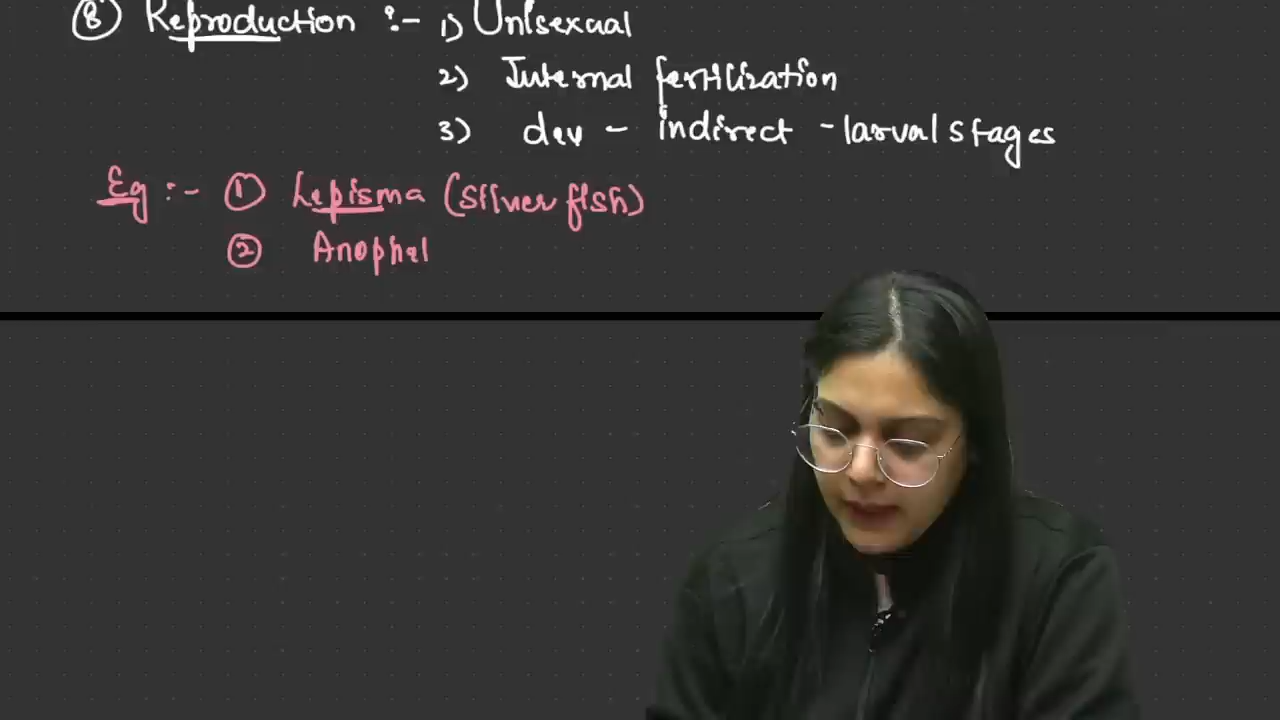 ⑧ Reproduction :- 1) Unisexual
2) Internal fertilization
3) dev - indirect - larval stages
Eg :- ① Lepisma (silver fish)
② Anophel